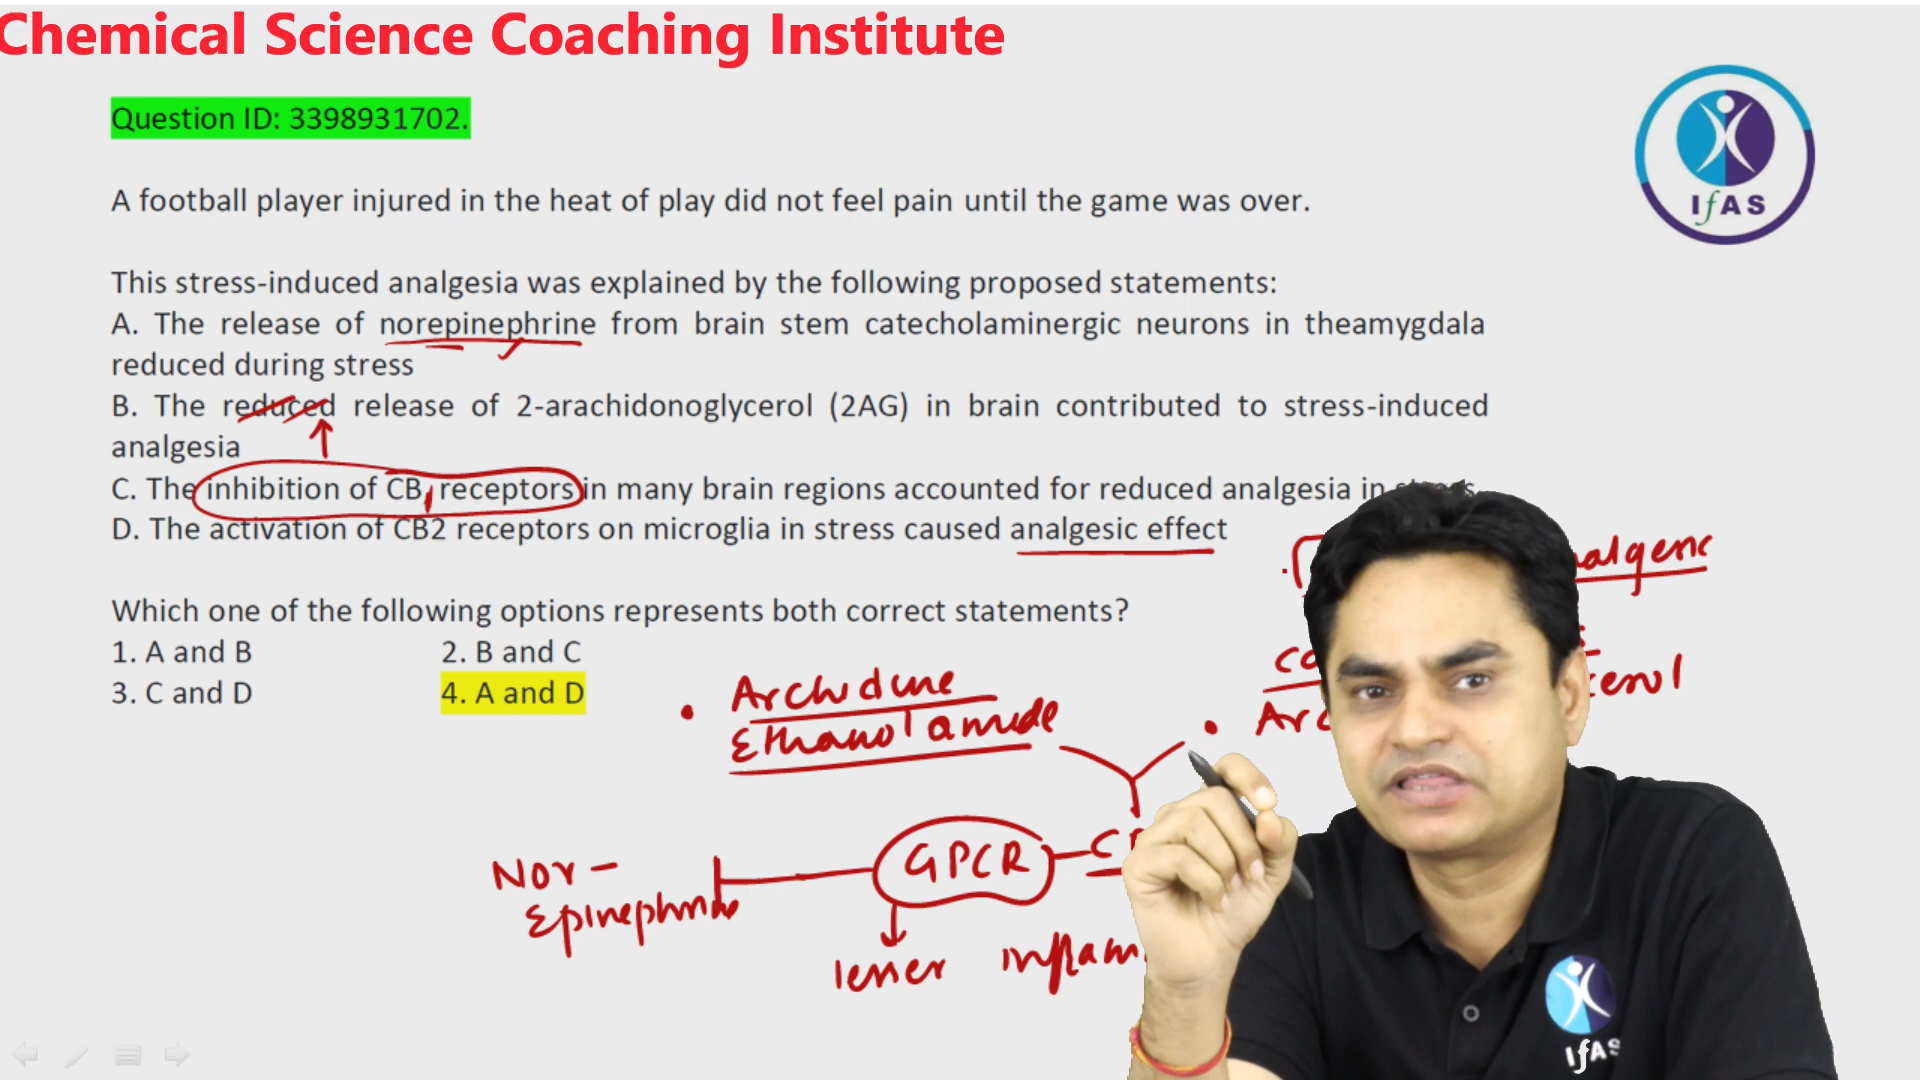 Chemical Science Coaching Institute
Question ID: 3398931702.
IfAS
A football player injured in the heat of play did not feel pain until the game was over.
This stress-induced analgesia was explained by the following proposed statements:
A. The release of norepinephrine from brain stem catecholaminergic neurons in theamygdala
reduced during stress
B. The reduced release of 2-arachidonoglycerol (2AG) in brain contributed to stress-induced
analgesia
C. The inhibition of CB1 receptors in many brain regions accounted for reduced analgesia in
D. The activation of CB2 receptors on microglia in stress caused analgesic effect
Which one of the following options represents both correct statements?
1. A and B 2. B and C
3. C and D 4. A and D
Ethanolamide
GPCR
Nor-
lesser inflam
IfAS